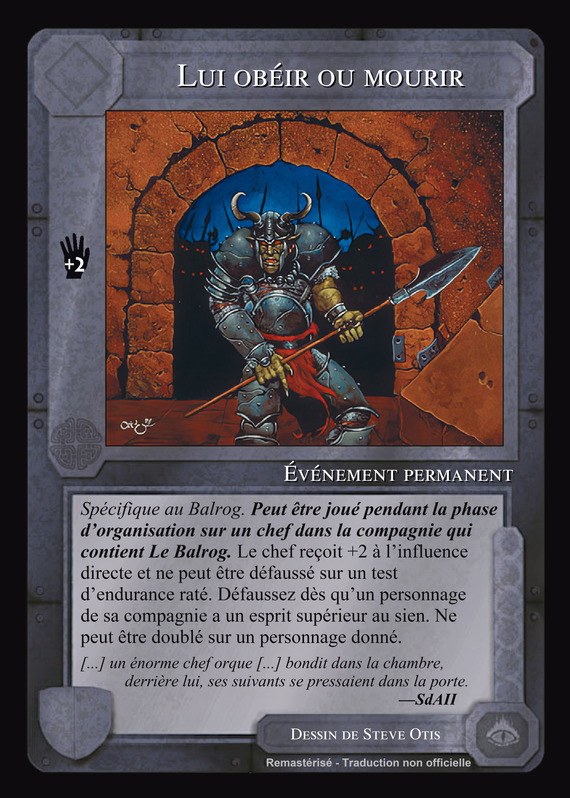 Lui obéir ou mourir
+2
Événement permanent
Spécifique au Balrog. Peut être joué pendant la phase
d'organisation sur un chef dans la compagnie qui
contient Le Balrog. Le chef reçoit +2 à l'influence
directe et ne peut être défaussé sur un test
d'endurance raté. Défaussez dès qu'un personnage
de sa compagnie a un esprit supérieur au sien. Ne
peut être doublé sur un personnage donné.
[...] un énorme chef orque [...] bondit dans la chambre,
derrière lui, ses suivants se pressaient dans la porte.
—SdAII
Dessin de Steve Otis
Remastérisé - Traduction non officielle